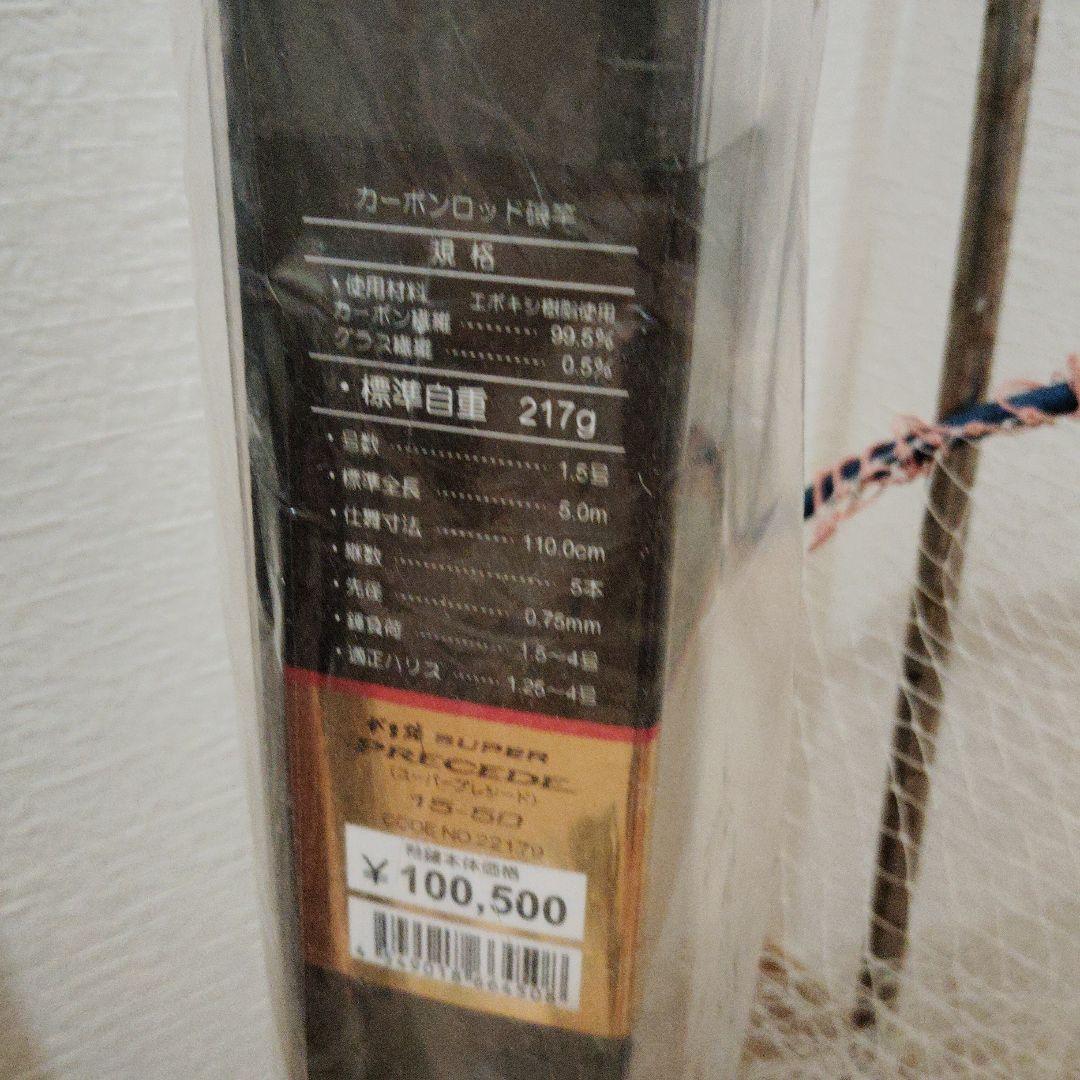 カーボンロッド磯竿
規格
・使用材料 エポキシ樹脂使用
カーボン繊維 ‥‥‥‥ 99.5%
グラス繊維 ‥‥‥‥ 0.5%
・標準自重 217g
・号数 ‥‥‥‥ 1.5号
・標準全長 ‥‥‥‥ 5.0m
・仕舞寸法 ‥‥‥‥ 110.0cm
・継数 ‥‥‥‥ 5本
・先径 ‥‥‥‥ 0.75mm
・錘負荷 ‥‥‥‥ 1.5〜4号
・適正ハリス ‥‥‥‥ 1.25〜4号
がま磯 SUPER
PRECEDE
(スーパープレシード)
15-50
CODE NO.22179
税抜本体価格
¥100,500